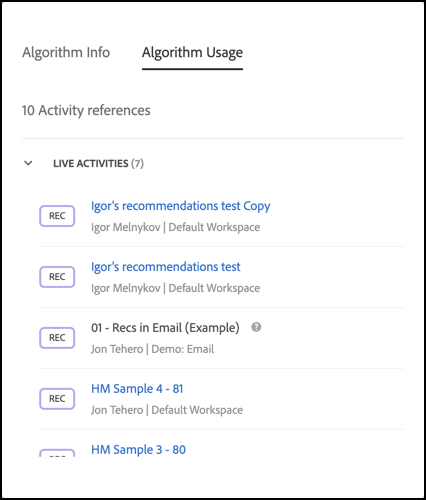 Algorithm Info Algorithm Usage
10 Activity references
LIVE ACTIVITIES (7)
REC Igor's recommendations test Copy
Igor Melnykov | Default Workspace
REC Igor's recommendations test
Igor Melnykov | Default Workspace
REC 01 - Recs in Email (Example) ?
Jon Tehero | Demo: Email
REC HM Sample 4 - 81
Jon Tehero | Default Workspace
HM Sample 3 - 80